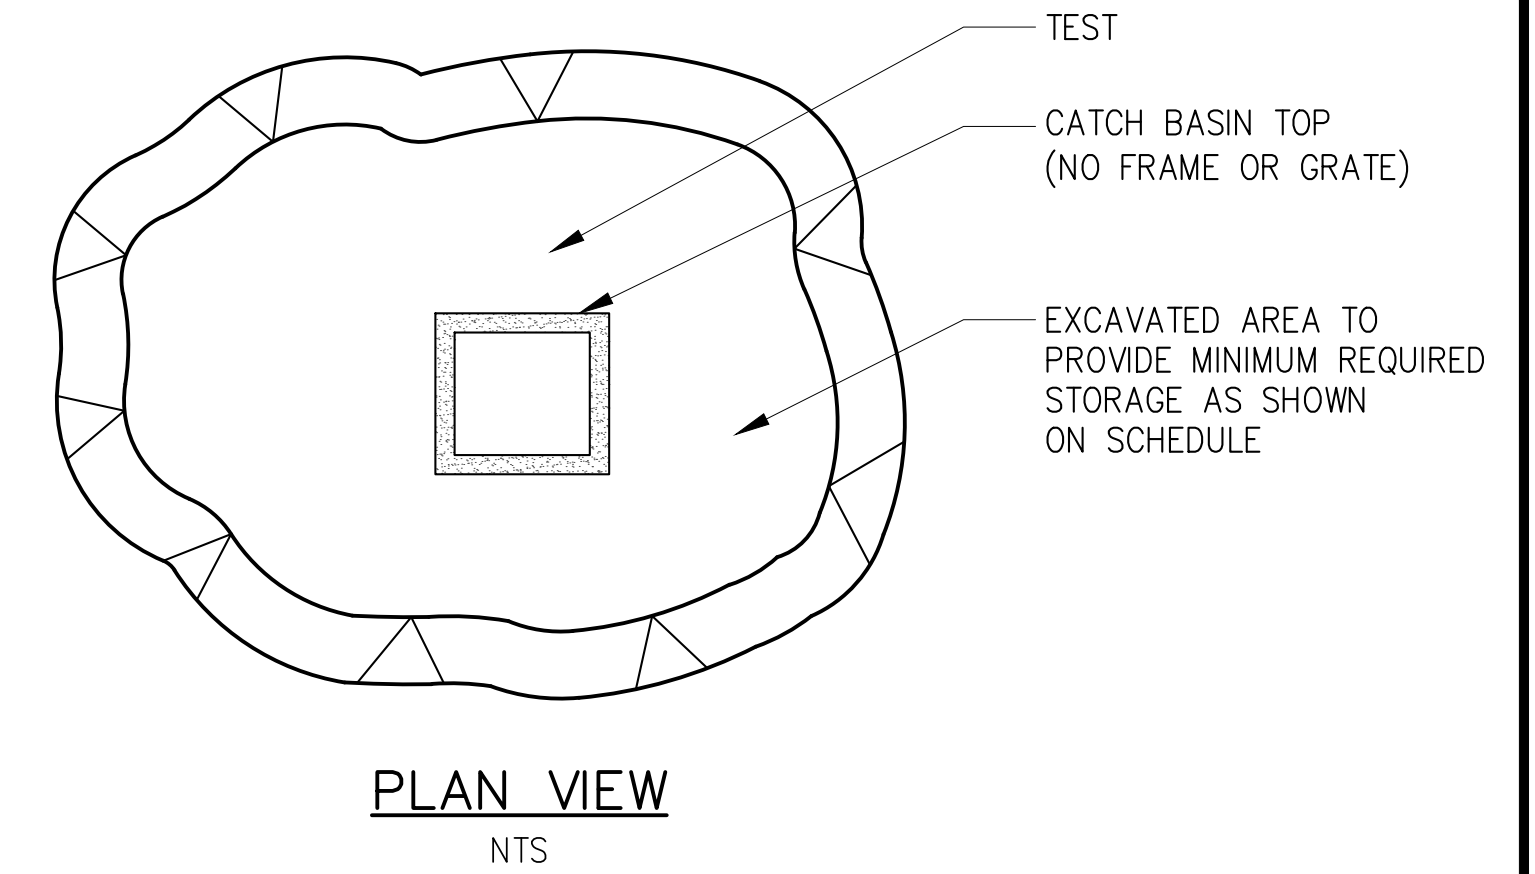 TEST
CATCH BASIN TOP
(NO FRAME OR GRATE)
EXCAVATED AREA TO
PROVIDE MINIMUM REQUIRED
STORAGE AS SHOWN
ON SCHEDULE
PLAN VIEW
NTS